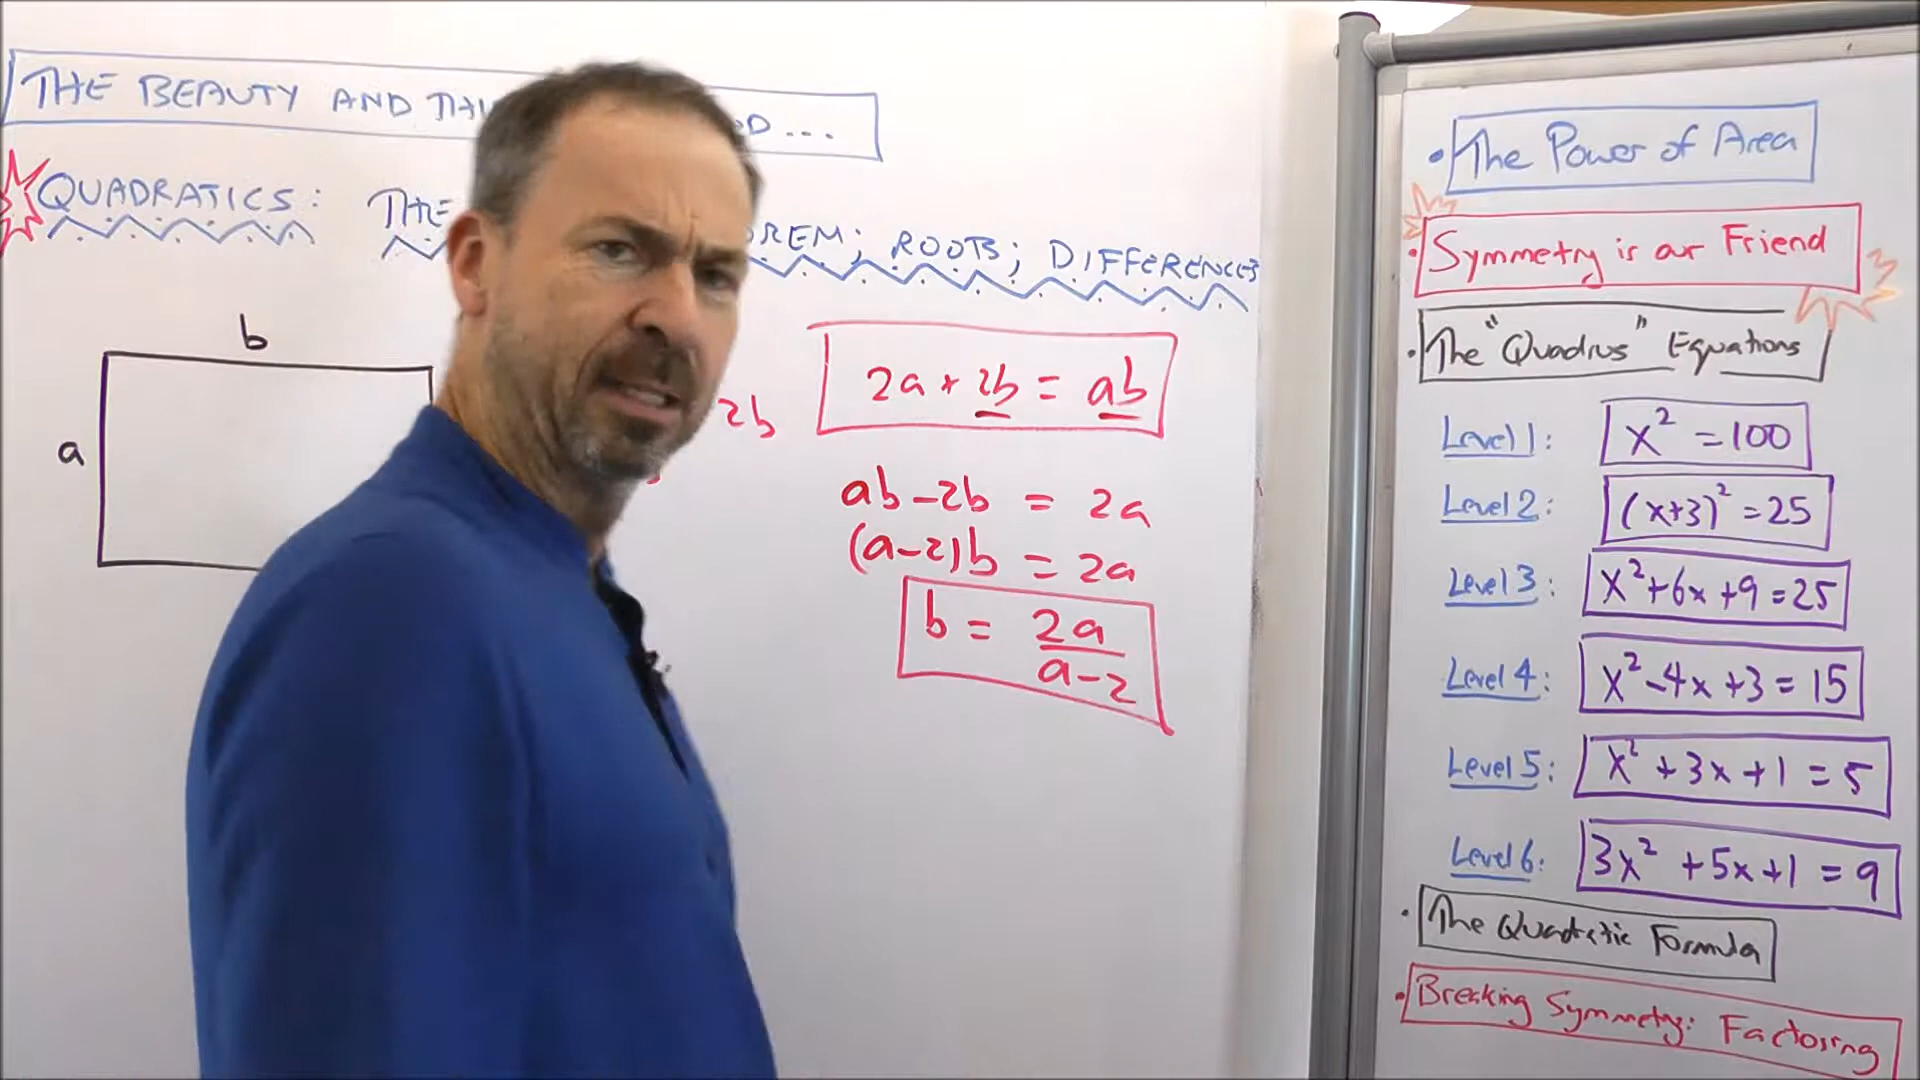 THE BEAUTY AND ...
QUADRATICS: THE ; ROOTS; DIFFERENCES
b
a
2b
2a + 2b = ab
ab - 2b = 2a
(a-2)b = 2a
b = 2a
a-2
• The Power of Area
• Symmetry is our Friend
• The "Quadrus" Equations
Level 1: x² = 100
Level 2: (x+3)² = 25
Level 3: x²+6x+9=25
Level 4: x²-4x+3=15
Level 5: x²+3x+1=5
Level 6: 3x²+5x+1=9
• The Quadratic Formula
• Breaking Symmetry: Factoring